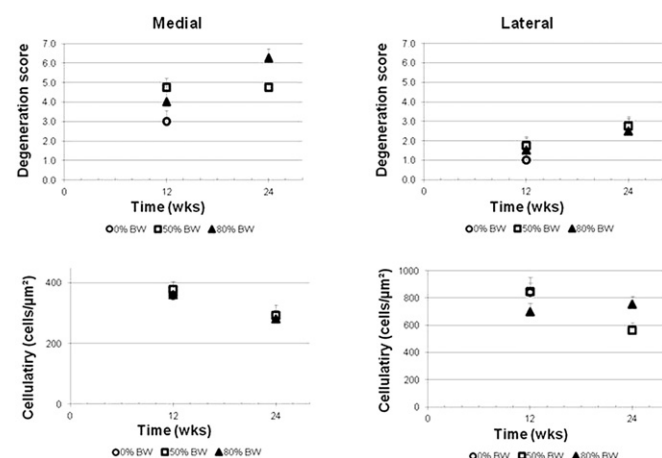 Medial
Lateral
Degeneration score
7.0
6.0
5.0
4.0
3.0
2.0
1.0
0.0
0
12
24
Time (wks)
0% BW 50% BW 80% BW
Degeneration score
7.0
6.0
5.0
4.0
3.0
2.0
1.0
0.0
0
12
24
Time (wks)
0% BW 50% BW 80% BW
Cellulatiry (cells/µm²)
400
200
0
0
12
24
Time (wks)
0% BW 50% BW 80% BW
Cellulatiry (cells/µm²)
1000
800
600
400
200
0
0
12
24
Time (wks)
0% BW 50% BW 80% BW